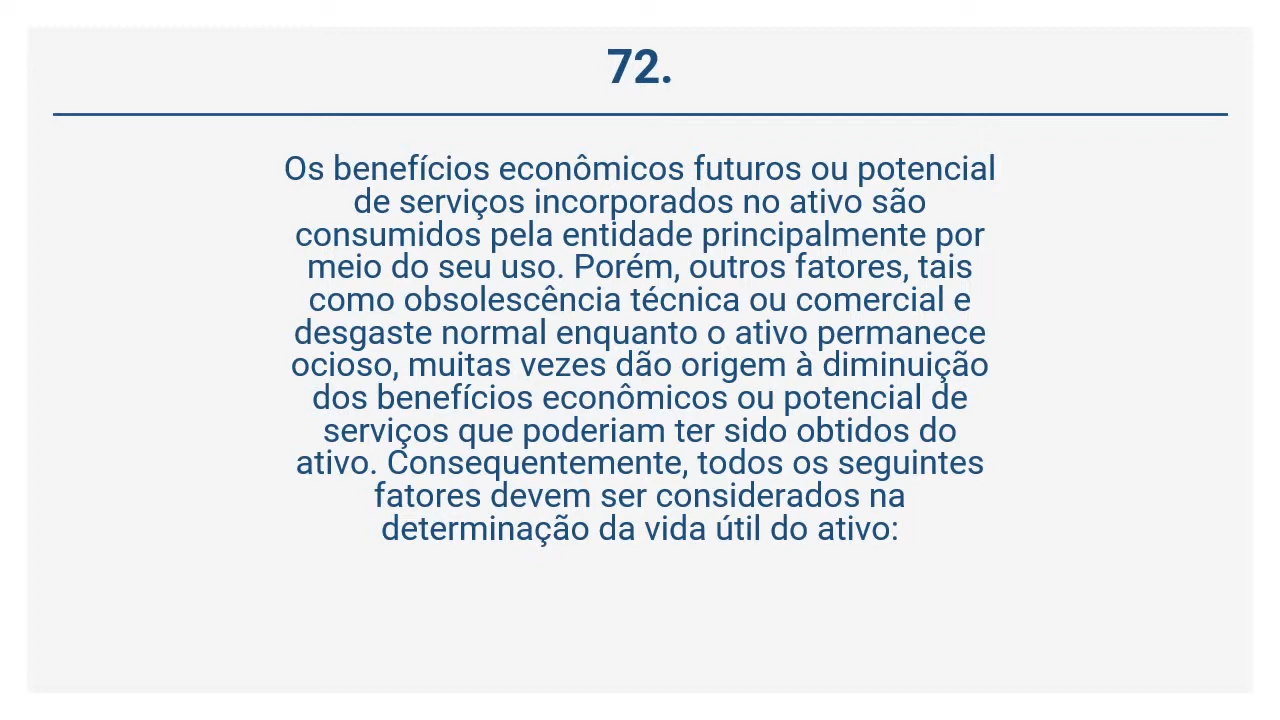 72.
Os benefícios econômicos futuros ou potencial
de serviços incorporados no ativo são
consumidos pela entidade principalmente por
meio do seu uso. Porém, outros fatores, tais
como obsolescência técnica ou comercial e
desgaste normal enquanto o ativo permanece
ocioso, muitas vezes dão origem à diminuição
dos benefícios econômicos ou potencial de
serviços que poderiam ter sido obtidos do
ativo. Consequentemente, todos os seguintes
fatores devem ser considerados na
determinação da vida útil do ativo: